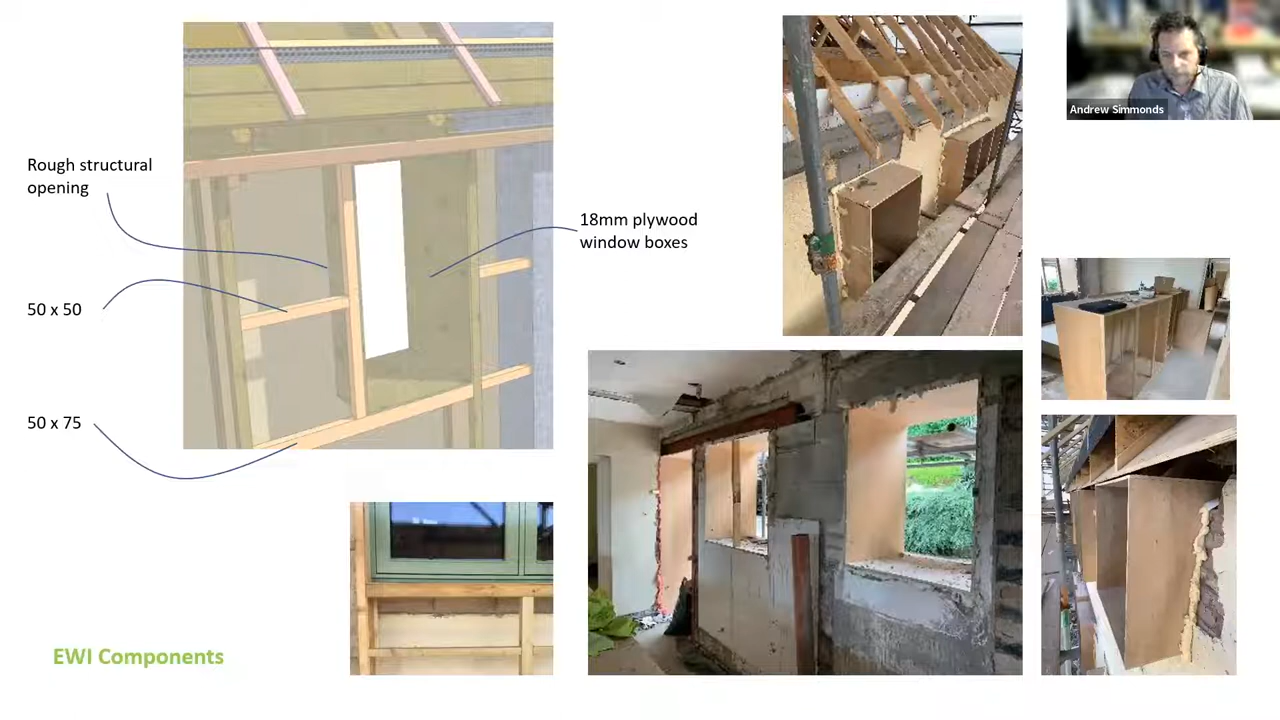 Andrew Simmonds
Rough structural
opening
18mm plywood
window boxes
50 x 50
50 x 75
EWI Components